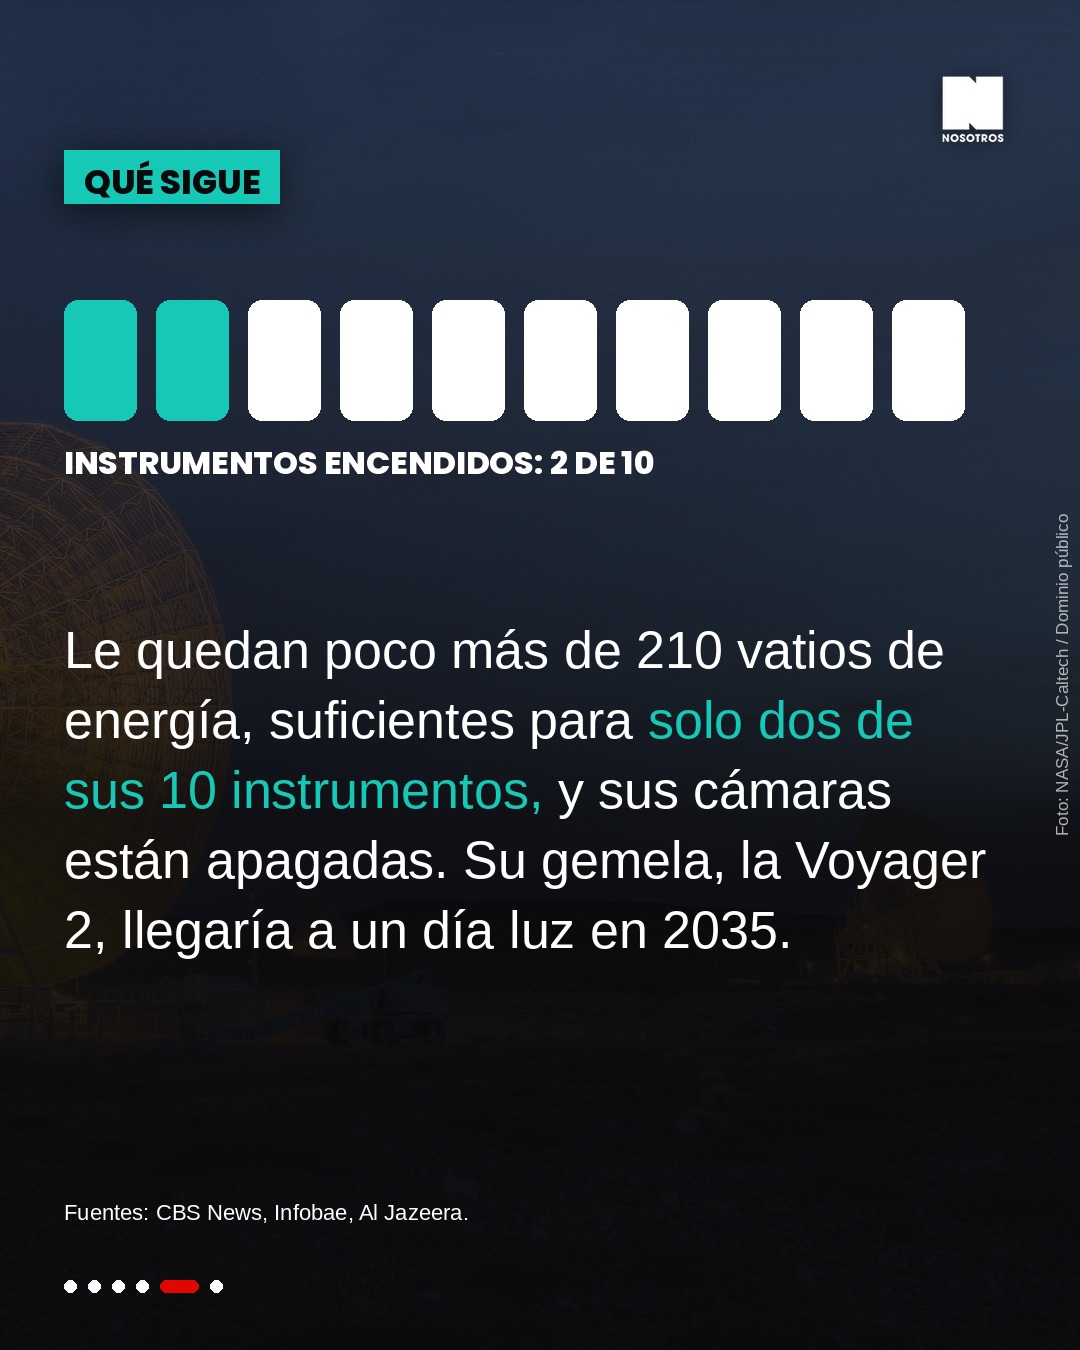 NOSOTROS
QUÉ SIGUE
INSTRUMENTOS ENCENDIDOS: 2 DE 10
Le quedan poco más de 210 vatios de
energía, suficientes para solo dos de
sus 10 instrumentos, y sus cámaras
están apagadas. Su gemela, la Voyager
2, llegaría a un día luz en 2035.
Foto: NASA/JPL-Caltech / Dominio público
Fuentes: CBS News, Infobae, Al Jazeera.